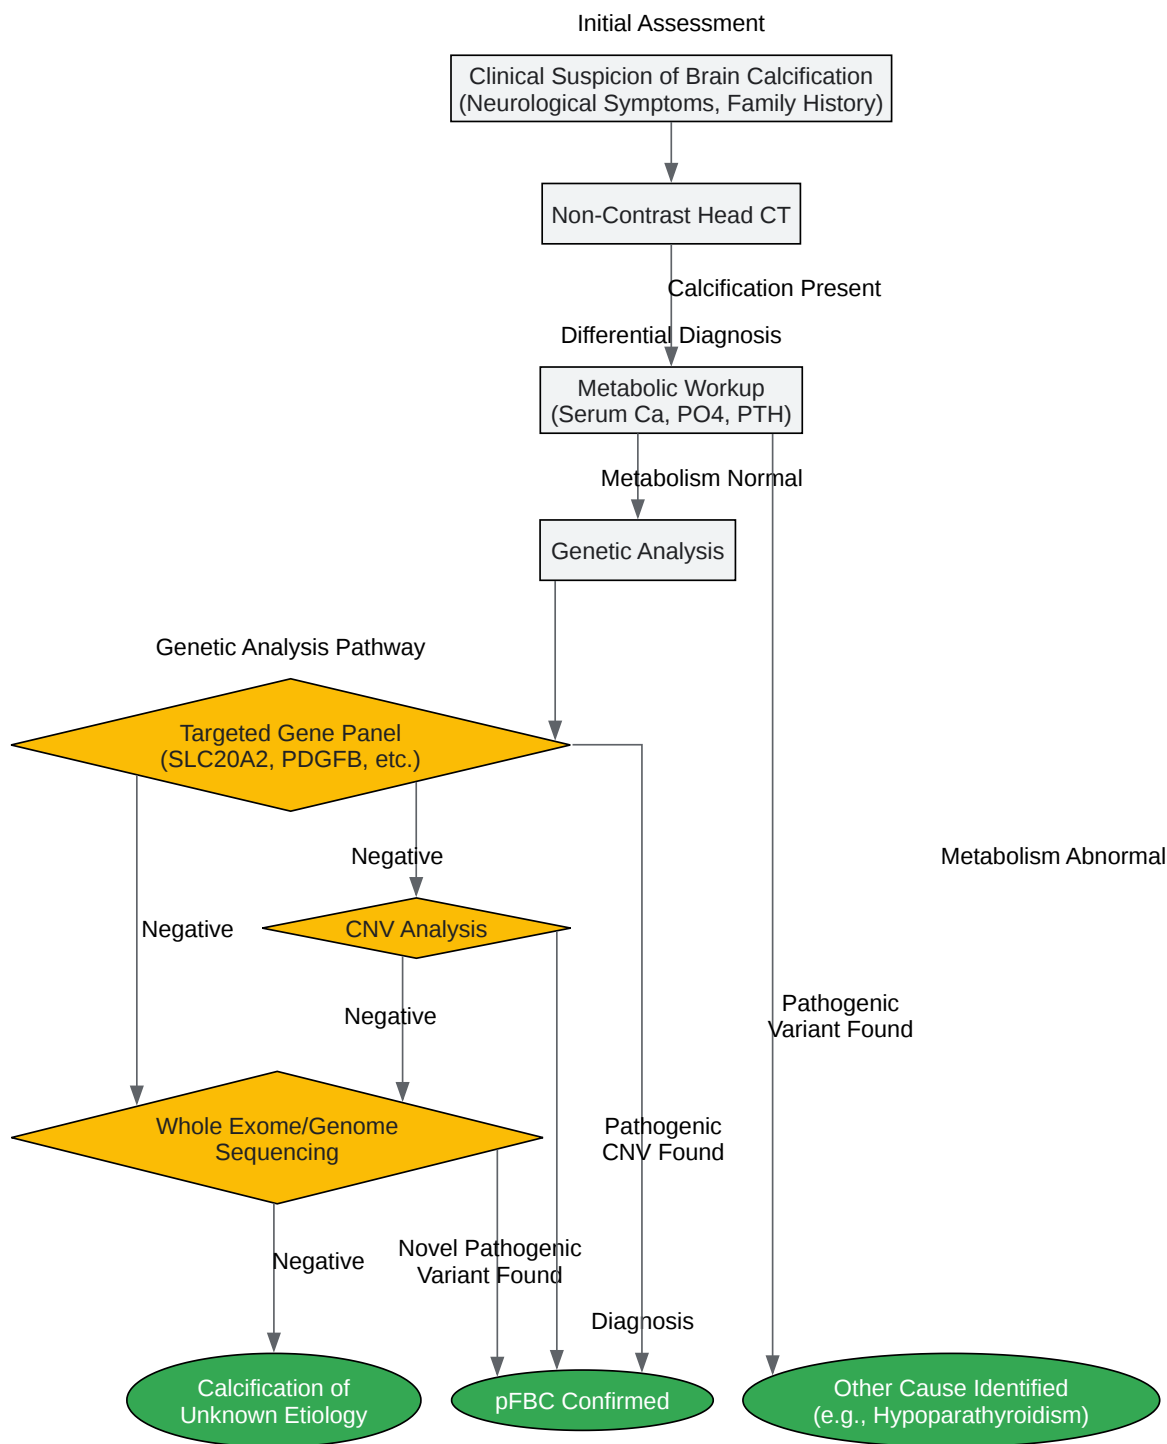 Initial Assessment
Clinical Suspicion of Brain Calcification
(Neurological Symptoms, Family History)
Non-Contrast Head CT
Calcification Present
Differential Diagnosis
Metabolic Workup
(Serum Ca, PO4, PTH)
Metabolism Normal
Genetic Analysis
Genetic Analysis Pathway
Targeted Gene Panel
(SLC20A2, PDGFB, etc.)
Negative
Metabolism Abnormal
Negative
CNV Analysis
Negative
Pathogenic
Variant Found
Whole Exome/Genome
Sequencing
Pathogenic
CNV Found
Negative
Novel Pathogenic
Variant Found
Diagnosis
Calcification of
Unknown Etiology
pFBC Confirmed
Other Cause Identified
(e.g., Hypoparathyroidism)